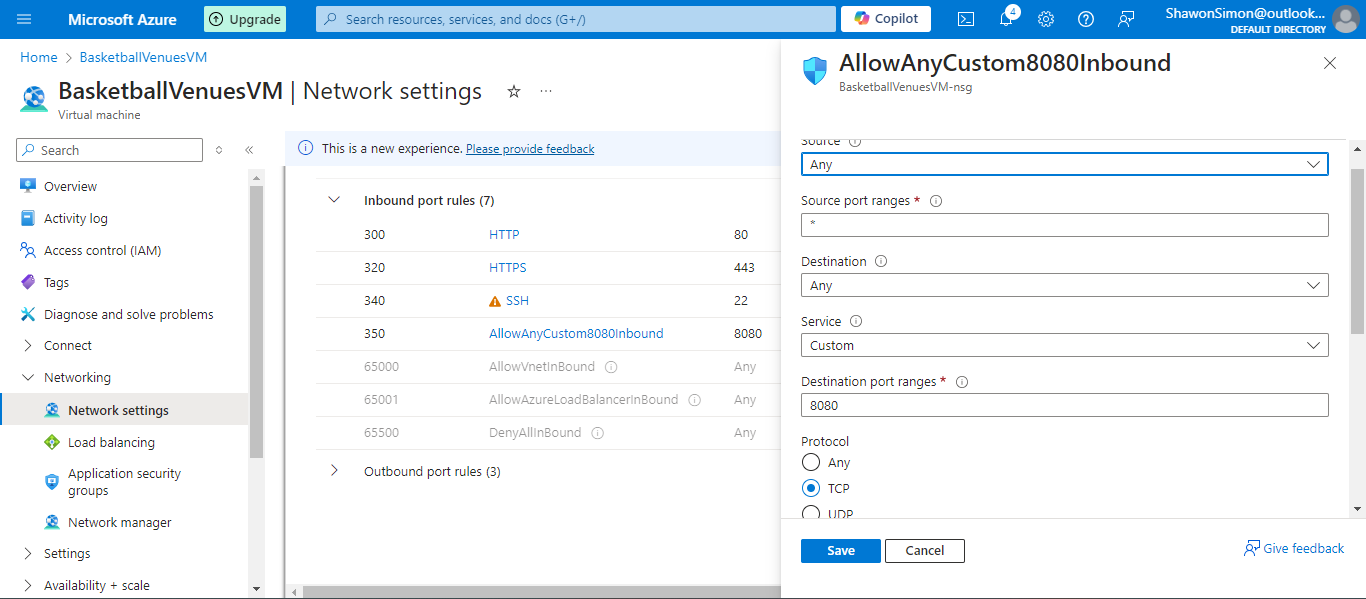 Microsoft Azure
Upgrade
Search resources, services, and docs (G+/)
Copilot
4
ShawonSimon@outlook...
DEFAULT DIRECTORY
Home > BasketballVenuesVM
BasketballVenuesVM | Network settings
Virtual machine
Search
Overview
Activity log
Access control (IAM)
Tags
Diagnose and solve problems
Connect
Networking
Network settings
Load balancing
Application security
groups
Network manager
Settings
Availability + scale
This is a new experience. Please provide feedback
Inbound port rules (7)
300 HTTP 80
320 HTTPS 443
340 SSH 22
350 AllowAnyCustom8080Inbound 8080
65000 AllowVnetInBound Any
65001 AllowAzureLoadBalancerInBound Any
65500 DenyAllInBound Any
Outbound port rules (3)
AllowAnyCustom8080Inbound
BasketballVenuesVM-nsg
Source
Any
Source port ranges *
*
Destination
Any
Service
Custom
Destination port ranges *
8080
Protocol
Any
TCP
UDP
Save
Cancel
Give feedback